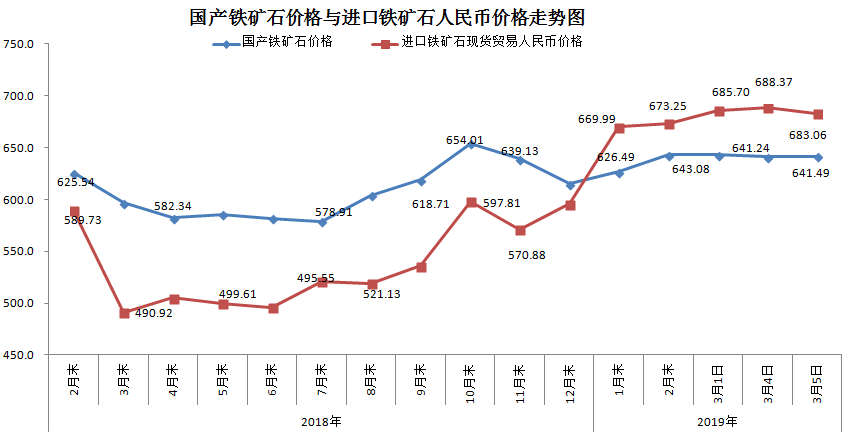 国产铁矿石价格与进口铁矿石人民币价格走势图
国产铁矿石价格 进口铁矿石现货贸易人民币价格
750.0
700.0
650.0
600.0
550.0
500.0
450.0
625.54
582.34
578.91
618.71
654.01
639.13
626.49
643.08
641.24
641.49
589.73
490.92
499.61
495.55
521.13
597.81
570.88
669.99
673.25
685.70
688.37
683.06
2月末
3月末
4月末
5月末
6月末
7月末
8月末
9月末
10月末
11月末
12月末
1月末
2月末
3月1日
3月4日
3月5日
2018年
2019年